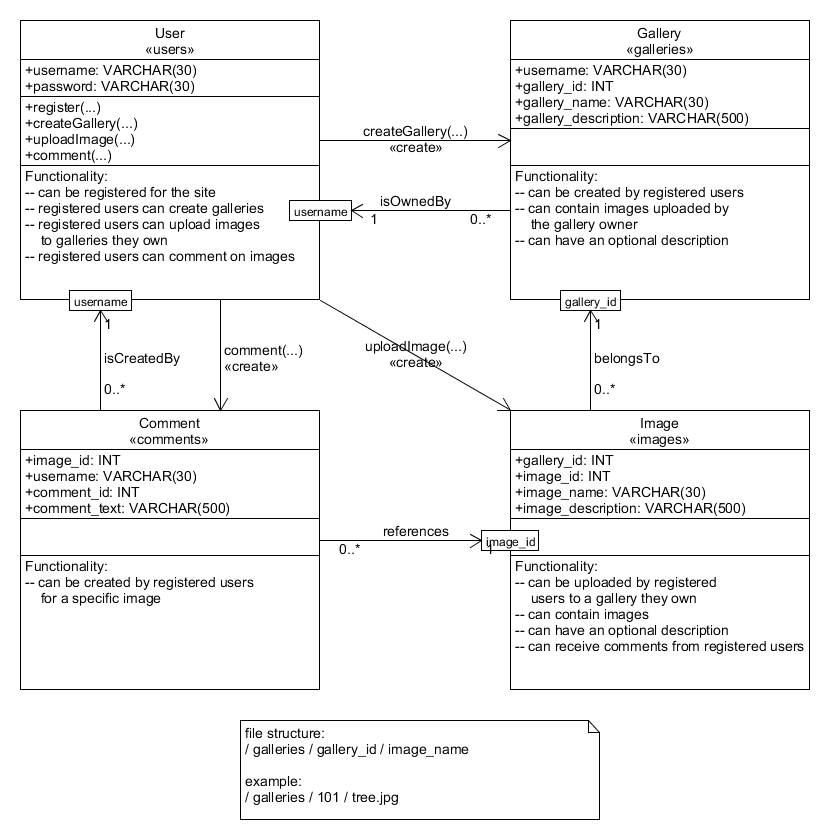 User
«users»
+username: VARCHAR(30)
+password: VARCHAR(30)
+register(...)
+createGallery(...)
+uploadImage(...)
+comment(...)
Functionality:
-- can be registered for the site
-- registered users can create galleries
-- registered users can upload images
to galleries they own
-- registered users can comment on images
createGallery(...)
«create»
isOwnedBy
username
1
0..*
Gallery
«galleries»
+username: VARCHAR(30)
+gallery_id: INT
+gallery_name: VARCHAR(30)
+gallery_description: VARCHAR(500)
Functionality:
-- can be created by registered users
-- can contain images uploaded by
the gallery owner
-- can have an optional description
username
1
isCreatedBy
0..*
comment(...)
«create»
uploadImage(...)
«create»
gallery_id
1
belongsTo
0..*
Comment
«comments»
+image_id: INT
+username: VARCHAR(30)
+comment_id: INT
+comment_text: VARCHAR(500)
Functionality:
-- can be created by registered users
for a specific image
references
0..*
image_id
1
Image
«images»
+gallery_id: INT
+image_id: INT
+image_name: VARCHAR(30)
+image_description: VARCHAR(500)
Functionality:
-- can be uploaded by registered
users to a gallery they own
-- can contain images
-- can have an optional description
-- can receive comments from registered users
file structure:
/ galleries / gallery_id / image_name
example:
/ galleries / 101 / tree.jpg